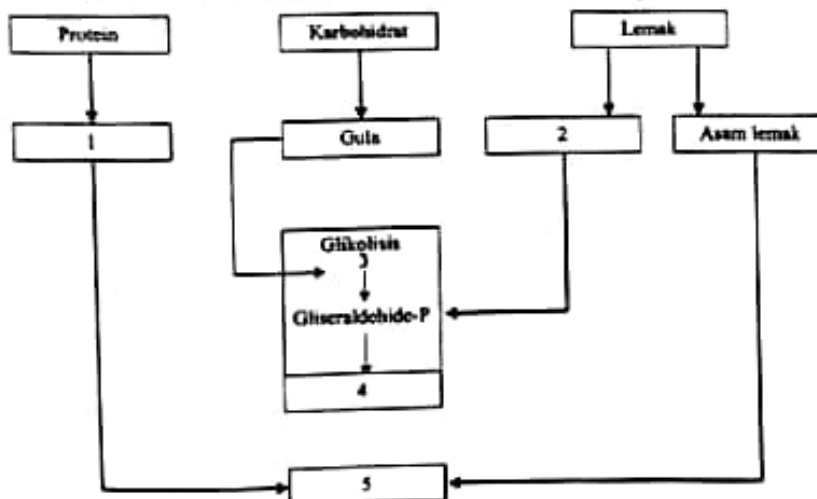 Protein
Karbohidrat
Lemak
1
Gula
2
Asam lemak
Glikolisis
3
Gliseraldehide-P
4
5